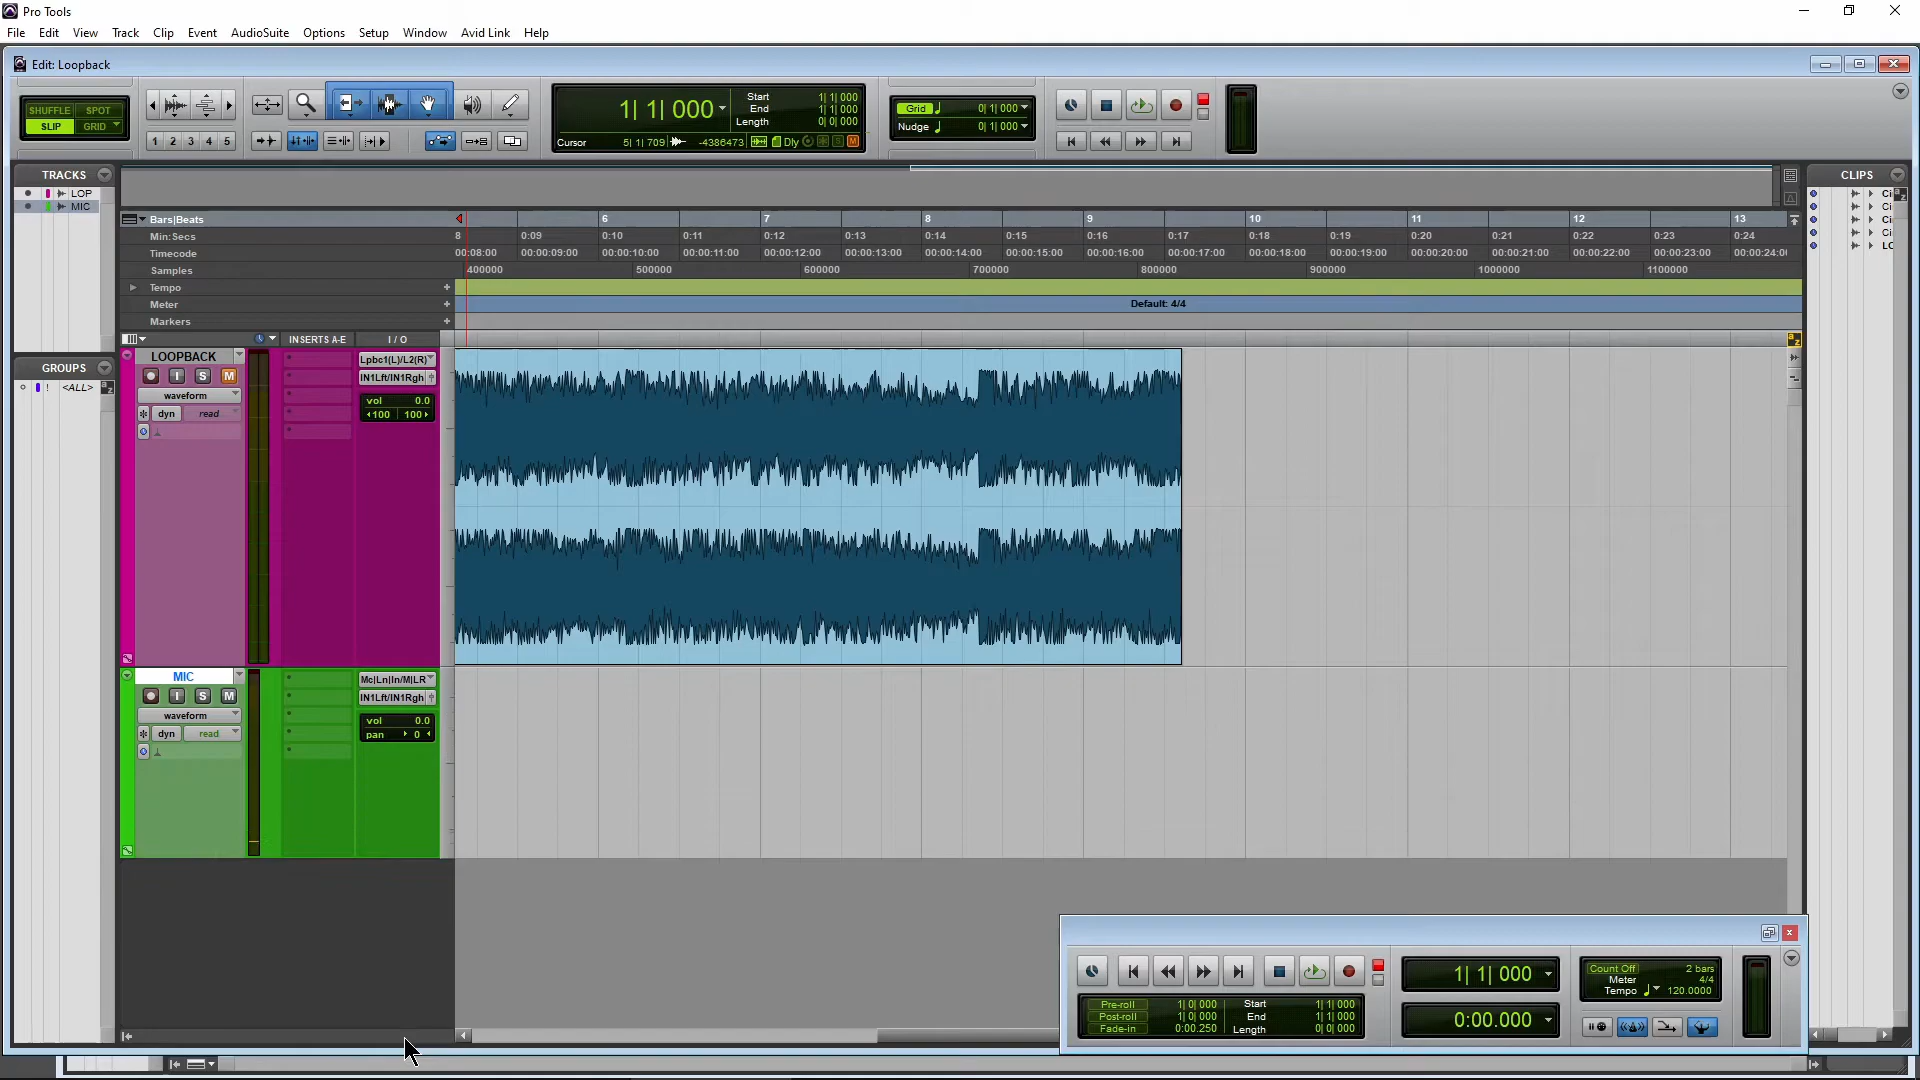 Pro Tools
File Edit View Track Clip Event AudioSuite Options Setup Window Avid Link Help
Edit: Loopback
SHUFFLE SPOT
SLIP GRID
1 2 3 4 5
1| 1| 000
Start 1| 1| 000
End 1| 1| 000
Length 0| 0| 000
Cursor 5| 1| 709 -4386473 Dly S M
Grid 0| 1| 000
Nudge 0| 1| 000
TRACKS
LOP
MIC
GROUPS
! <ALL>
CLIPS
Ci
Ci
Ci
Ci
LC
Bars|Beats 6 7 8 9 10 11 12 13
Min:Secs 8 0:09 0:10 0:11 0:12 0:13 0:14 0:15 0:16 0:17 0:18 0:19 0:20 0:21 0:22 0:23 0:24
Timecode 00:08:00 00:00:09:00 00:00:10:00 00:00:11:00 00:00:12:00 00:00:13:00 00:00:14:00 00:00:15:00 00:00:16:00 00:00:17:00 00:00:18:00 00:00:19:00 00:00:20:00 00:00:21:00 00:00:22:00 00:00:23:00 00:00:24:00
Samples 400000 500000 600000 700000 800000 900000 1000000 1100000
Tempo
Meter Default: 4/4
Markers
INSERTS A-E I / O
LOOPBACK Lpbc1(L)/L2(R)
I S M IN1Lft/IN1Rgh
waveform vol 0.0
dyn read 100 100
MIC Mc|Ln|In/M|LR
I S M IN1Lft/IN1Rgh
waveform vol 0.0
dyn read pan 0
Pre-roll 1| 0| 000 Start 1| 1| 000
Post-roll 1| 0| 000 End 1| 1| 000
Fade-in 0:00.250 Length 0| 0| 000
1| 1| 000
0:00.000
Count Off 2 bars
Meter 4/4
Tempo 120.0000